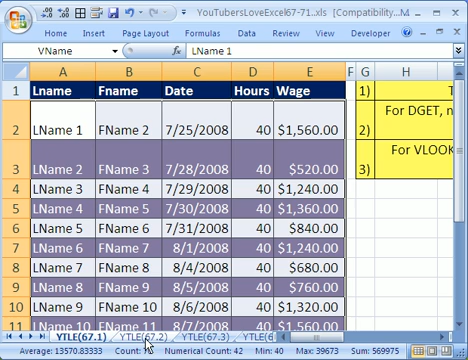 YouTubersLoveExcel67-71..xls [Compatibility...
Home Insert Page Layout Formulas Data Review View Developer
VName fx LName 1
A B C D E F G H
1 Lname Fname Date Hours Wage 1) T
2 LName 1 FName 2 7/25/2008 40 $1,560.00 2) For DGET, n
3 LName 2 FName 3 7/28/2008 40 $520.00 3) For VLOOK
4 LName 3 FName 4 7/29/2008 40 $1,240.00
5 LName 4 FName 5 7/30/2008 40 $1,360.00
6 LName 5 FName 6 7/31/2008 40 $840.00
7 LName 6 FName 7 8/1/2008 40 $1,240.00
8 LName 7 FName 8 8/4/2008 40 $680.00
9 LName 8 FName 9 8/5/2008 40 $760.00
10 LName 9 FName 10 8/6/2008 40 $1,320.00
11 LName 10 FName 11 8/7/2008 40 $1,560.00
YTLE(67.1) YTLE(67.2) YTLE(67.3) YTLE(6
Average: 13570.83333 Count: Numerical Count: 42 Min: 40 Max: 39673 Sum: 569975